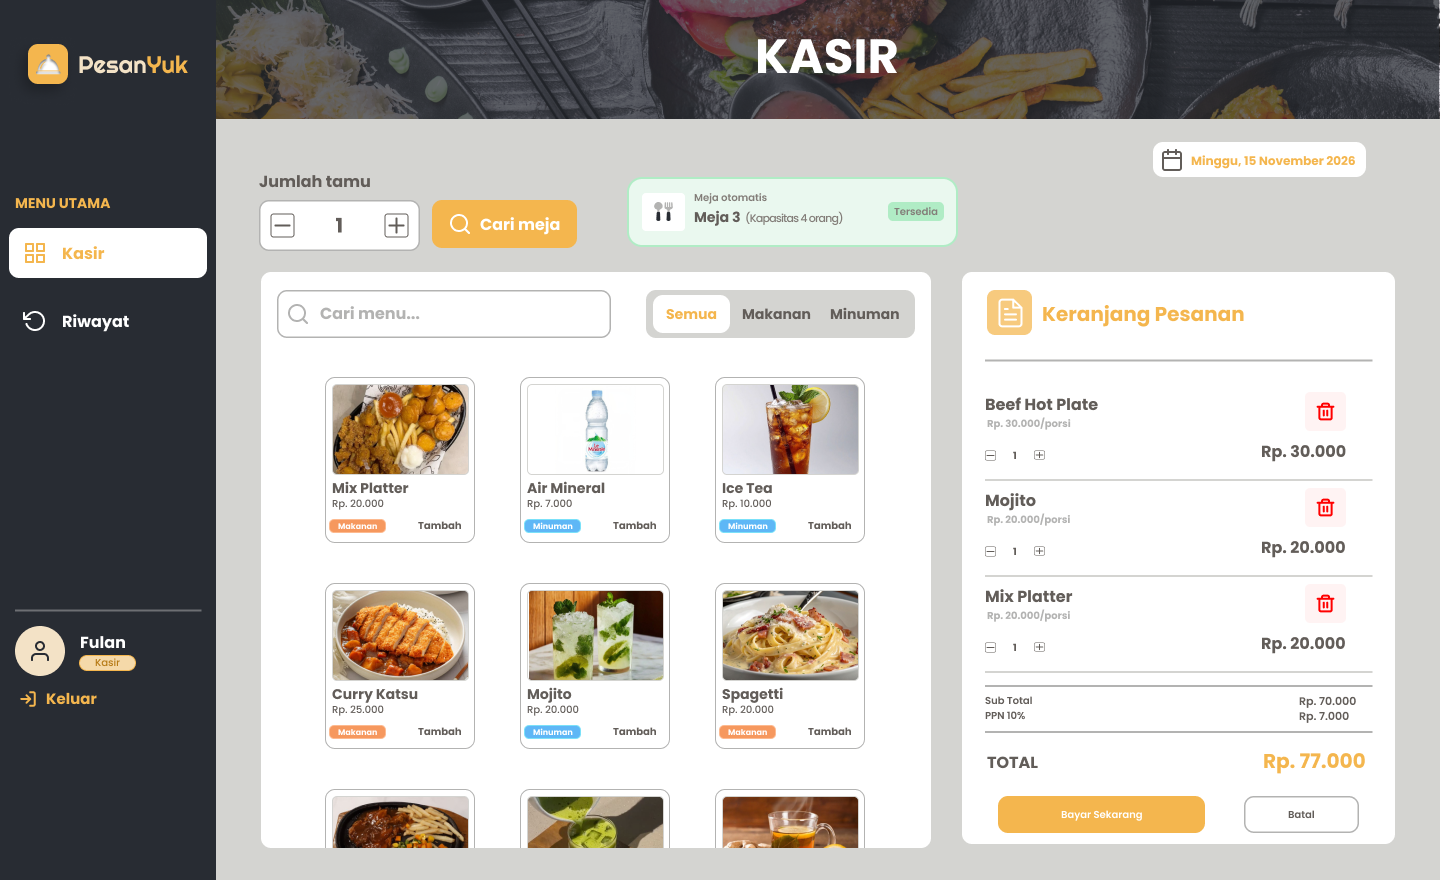 PesanYuk
KASIR
MENU UTAMA
Kasir
Riwayat
Fulan
Kasir
Keluar
Minggu, 15 November 2026
Jumlah tamu
1
Cari meja
Meja otomatis
Meja 3 (Kapasitas 4 orang)
Tersedia
Cari menu...
Semua
Makanan
Minuman
Mix Platter
Rp. 20.000
Makanan
Tambah
Air Mineral
Rp. 7.000
Minuman
Tambah
Ice Tea
Rp. 10.000
Minuman
Tambah
Curry Katsu
Rp. 25.000
Makanan
Tambah
Mojito
Rp. 20.000
Minuman
Tambah
Spagetti
Rp. 20.000
Makanan
Tambah
Keranjang Pesanan
Beef Hot Plate
Rp. 30.000/porsi
1
Rp. 30.000
Mojito
Rp. 20.000/porsi
1
Rp. 20.000
Mix Platter
Rp. 20.000/porsi
1
Rp. 20.000
Sub Total Rp. 70.000
PPN 10% Rp. 7.000
TOTAL Rp. 77.000
Bayar Sekarang
Batal